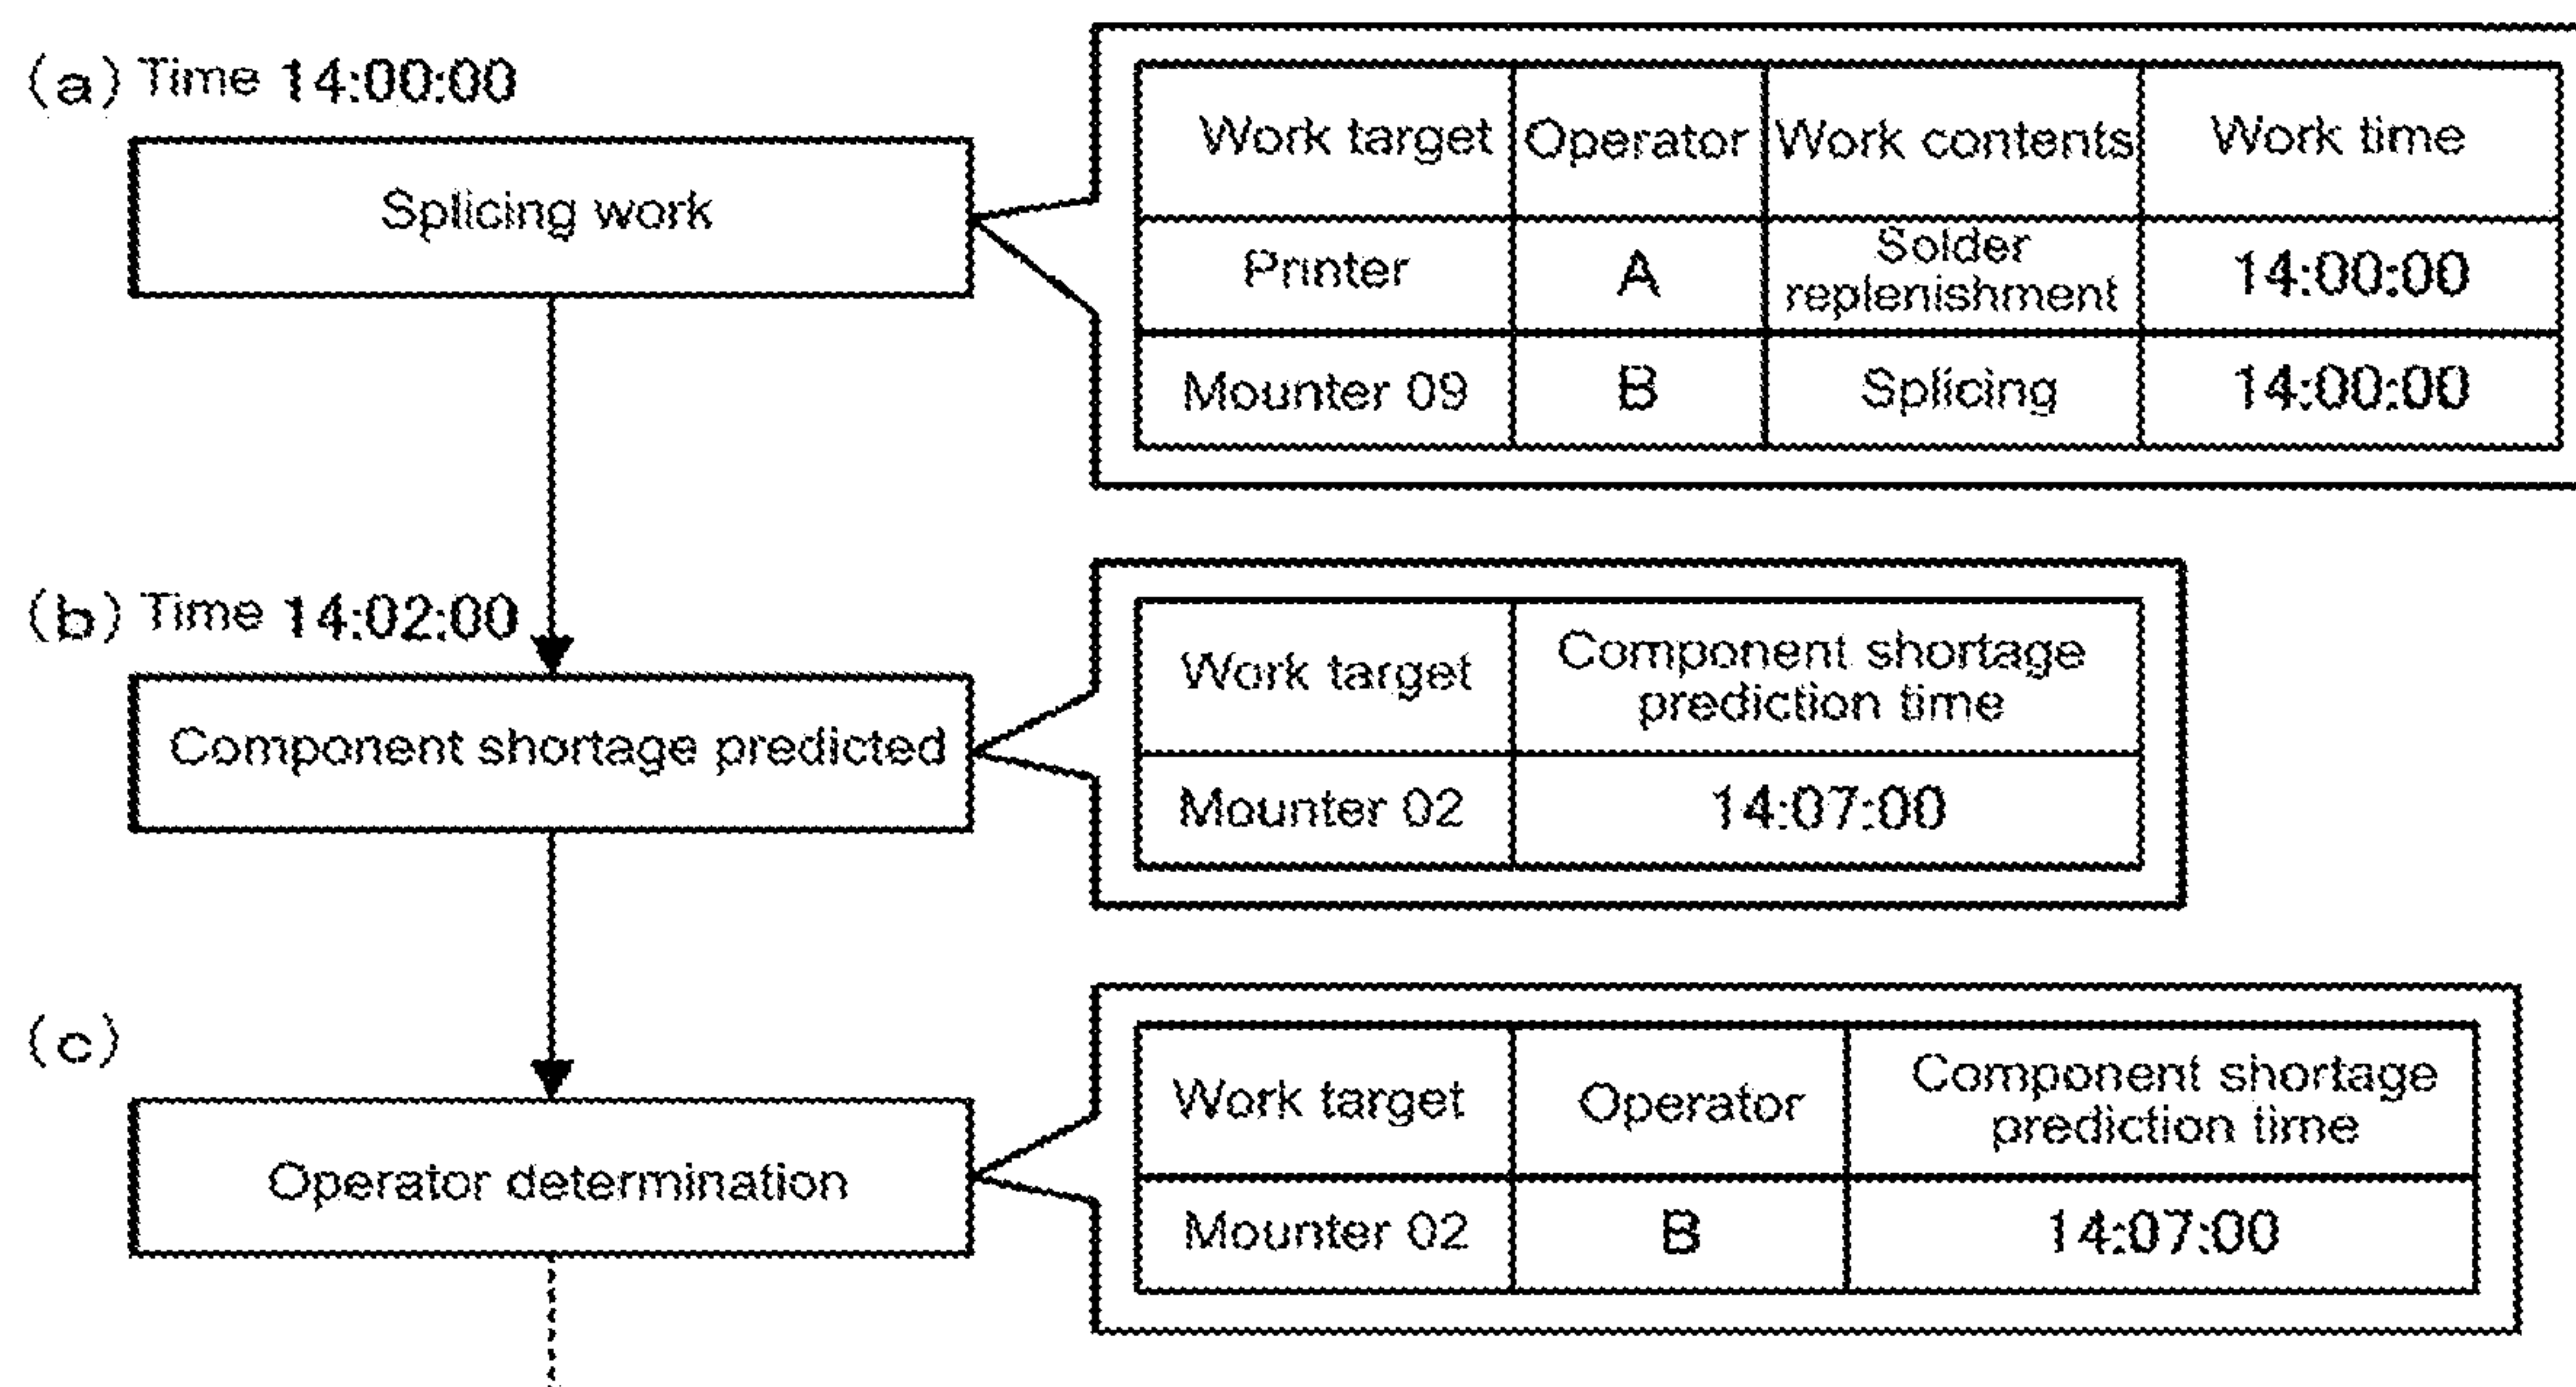 (a) Time 14:00:00
Splicing work
Work target Operator Work contents Work time
Printer A Solder replenishment 14:00:00
Mounter 09 B Splicing 14:00:00
(b) Time 14:02:00
Component shortage predicted
Work target Component shortage prediction time
Mounter 02 14:07:00
(c)
Operator determination
Work target Operator Component shortage prediction time
Mounter 02 B 14:07:00